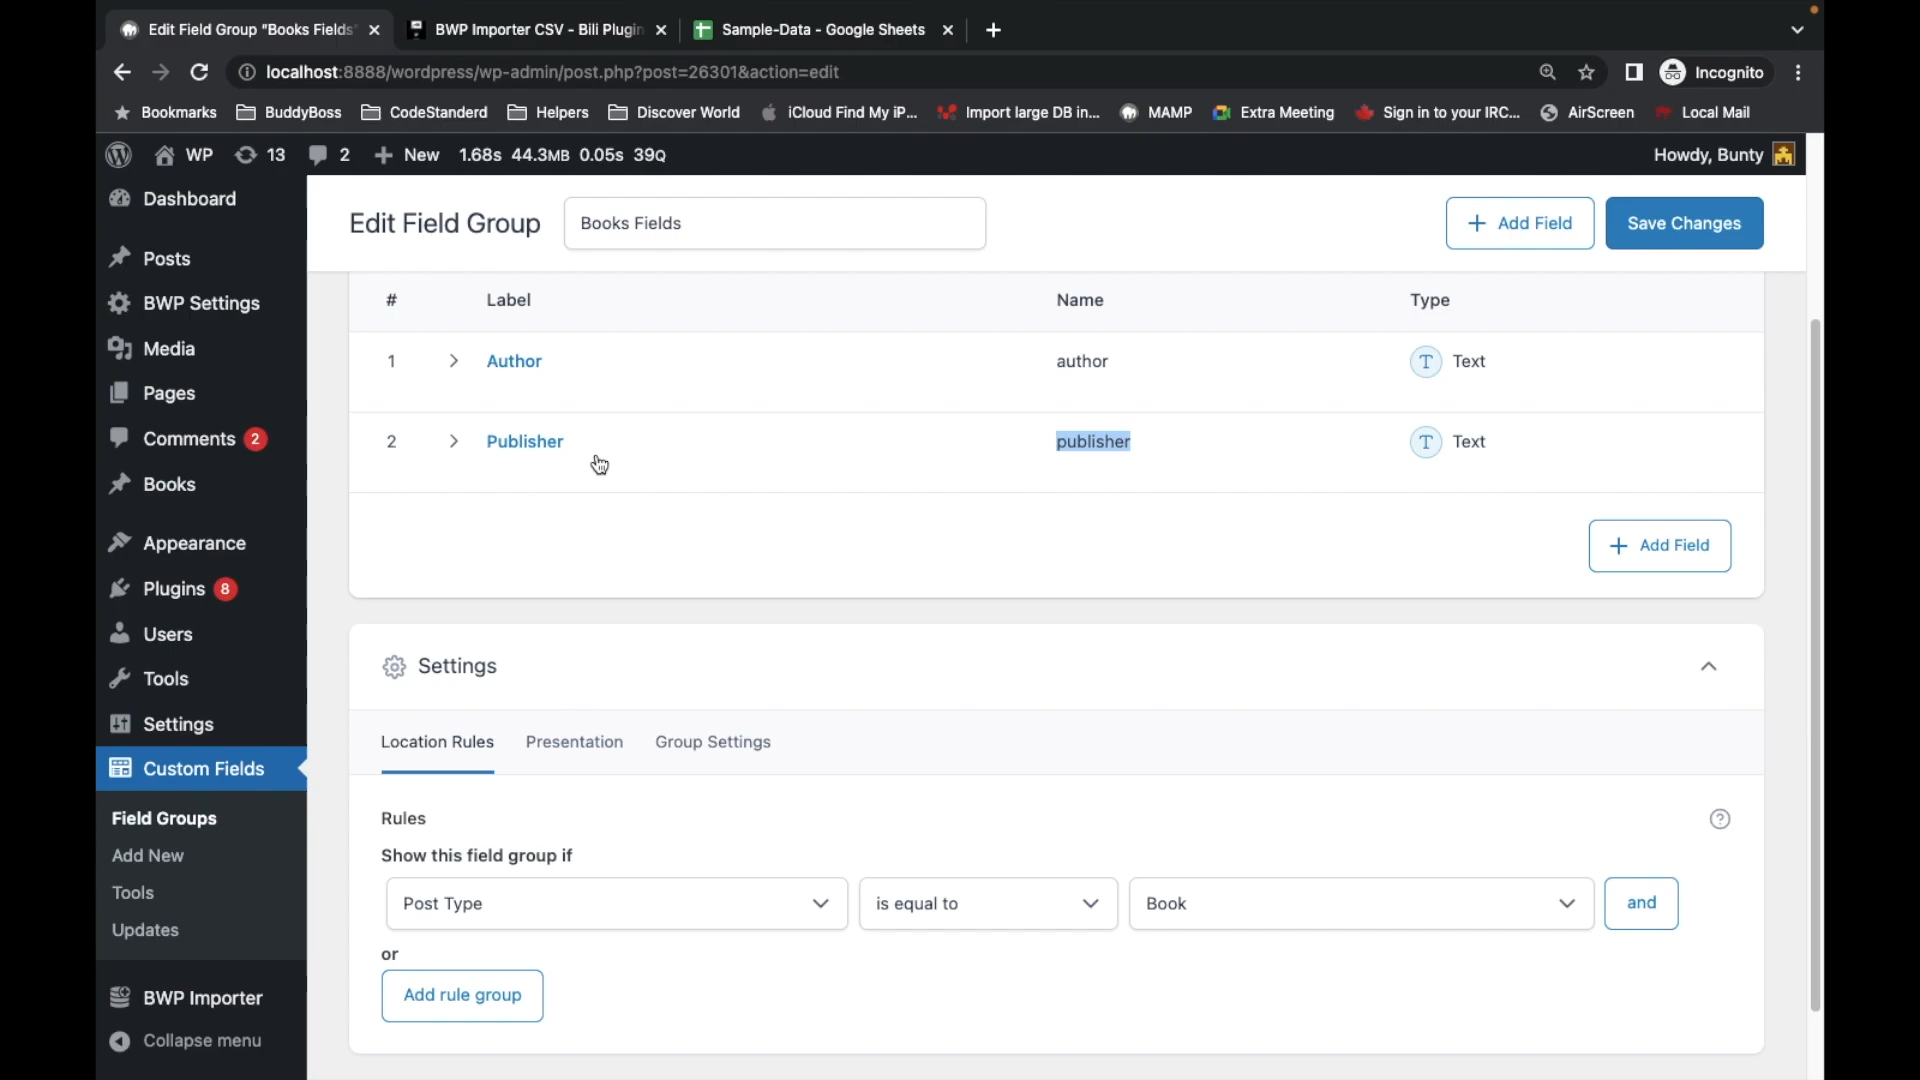 Edit Field Group "Books Fields"
BWP Importer CSV - Bili Plugin
Sample-Data - Google Sheets
localhost:8888/wordpress/wp-admin/post.php?post=26301&action=edit
Incognito
Bookmarks BuddyBoss CodeStanderd Helpers Discover World iCloud Find My iP... Import large DB in... MAMP Extra Meeting Sign in to your IRC... AirScreen Local Mail
WP 13 2 New 1.68s 44.3MB 0.05s 39Q Howdy, Bunty
Dashboard
Posts
BWP Settings
Media
Pages
Comments 2
Books
Appearance
Plugins 8
Users
Tools
Settings
Custom Fields
Field Groups
Add New
Tools
Updates
BWP Importer
Collapse menu
Edit Field Group Books Fields + Add Field Save Changes
# Label Name Type
1 Author author T Text
2 Publisher publisher T Text
+ Add Field
Settings
Location Rules Presentation Group Settings
Rules ?
Show this field group if
Post Type is equal to Book and
or
Add rule group